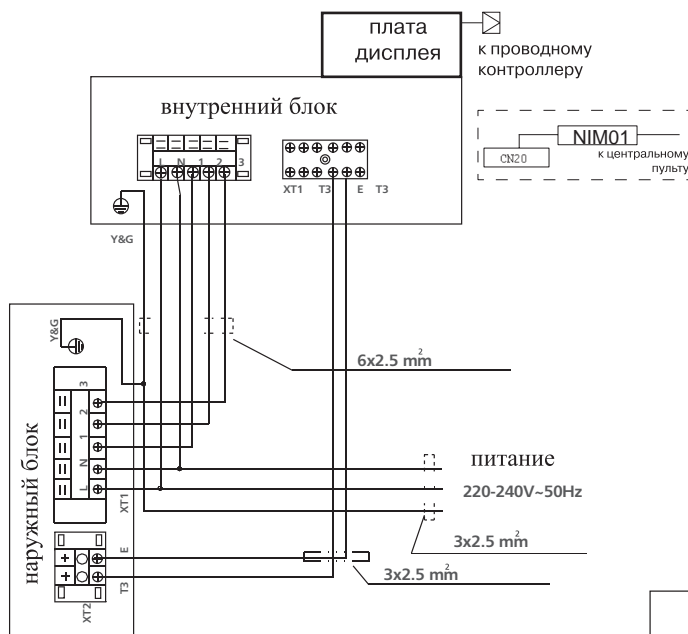 плата
дисплея
к проводному
контроллеру
внутренний блок
NIM01
CN20
к центральному
пульту
L N 1 2 3
XT1 T3 E T3
Y&G
Y&G
наружный блок
3
2
1
N
L
XT1
E
T3
XT2
6x2.5 mm²
питание
220-240V~50Hz
3x2.5 mm²
3x2.5 mm²